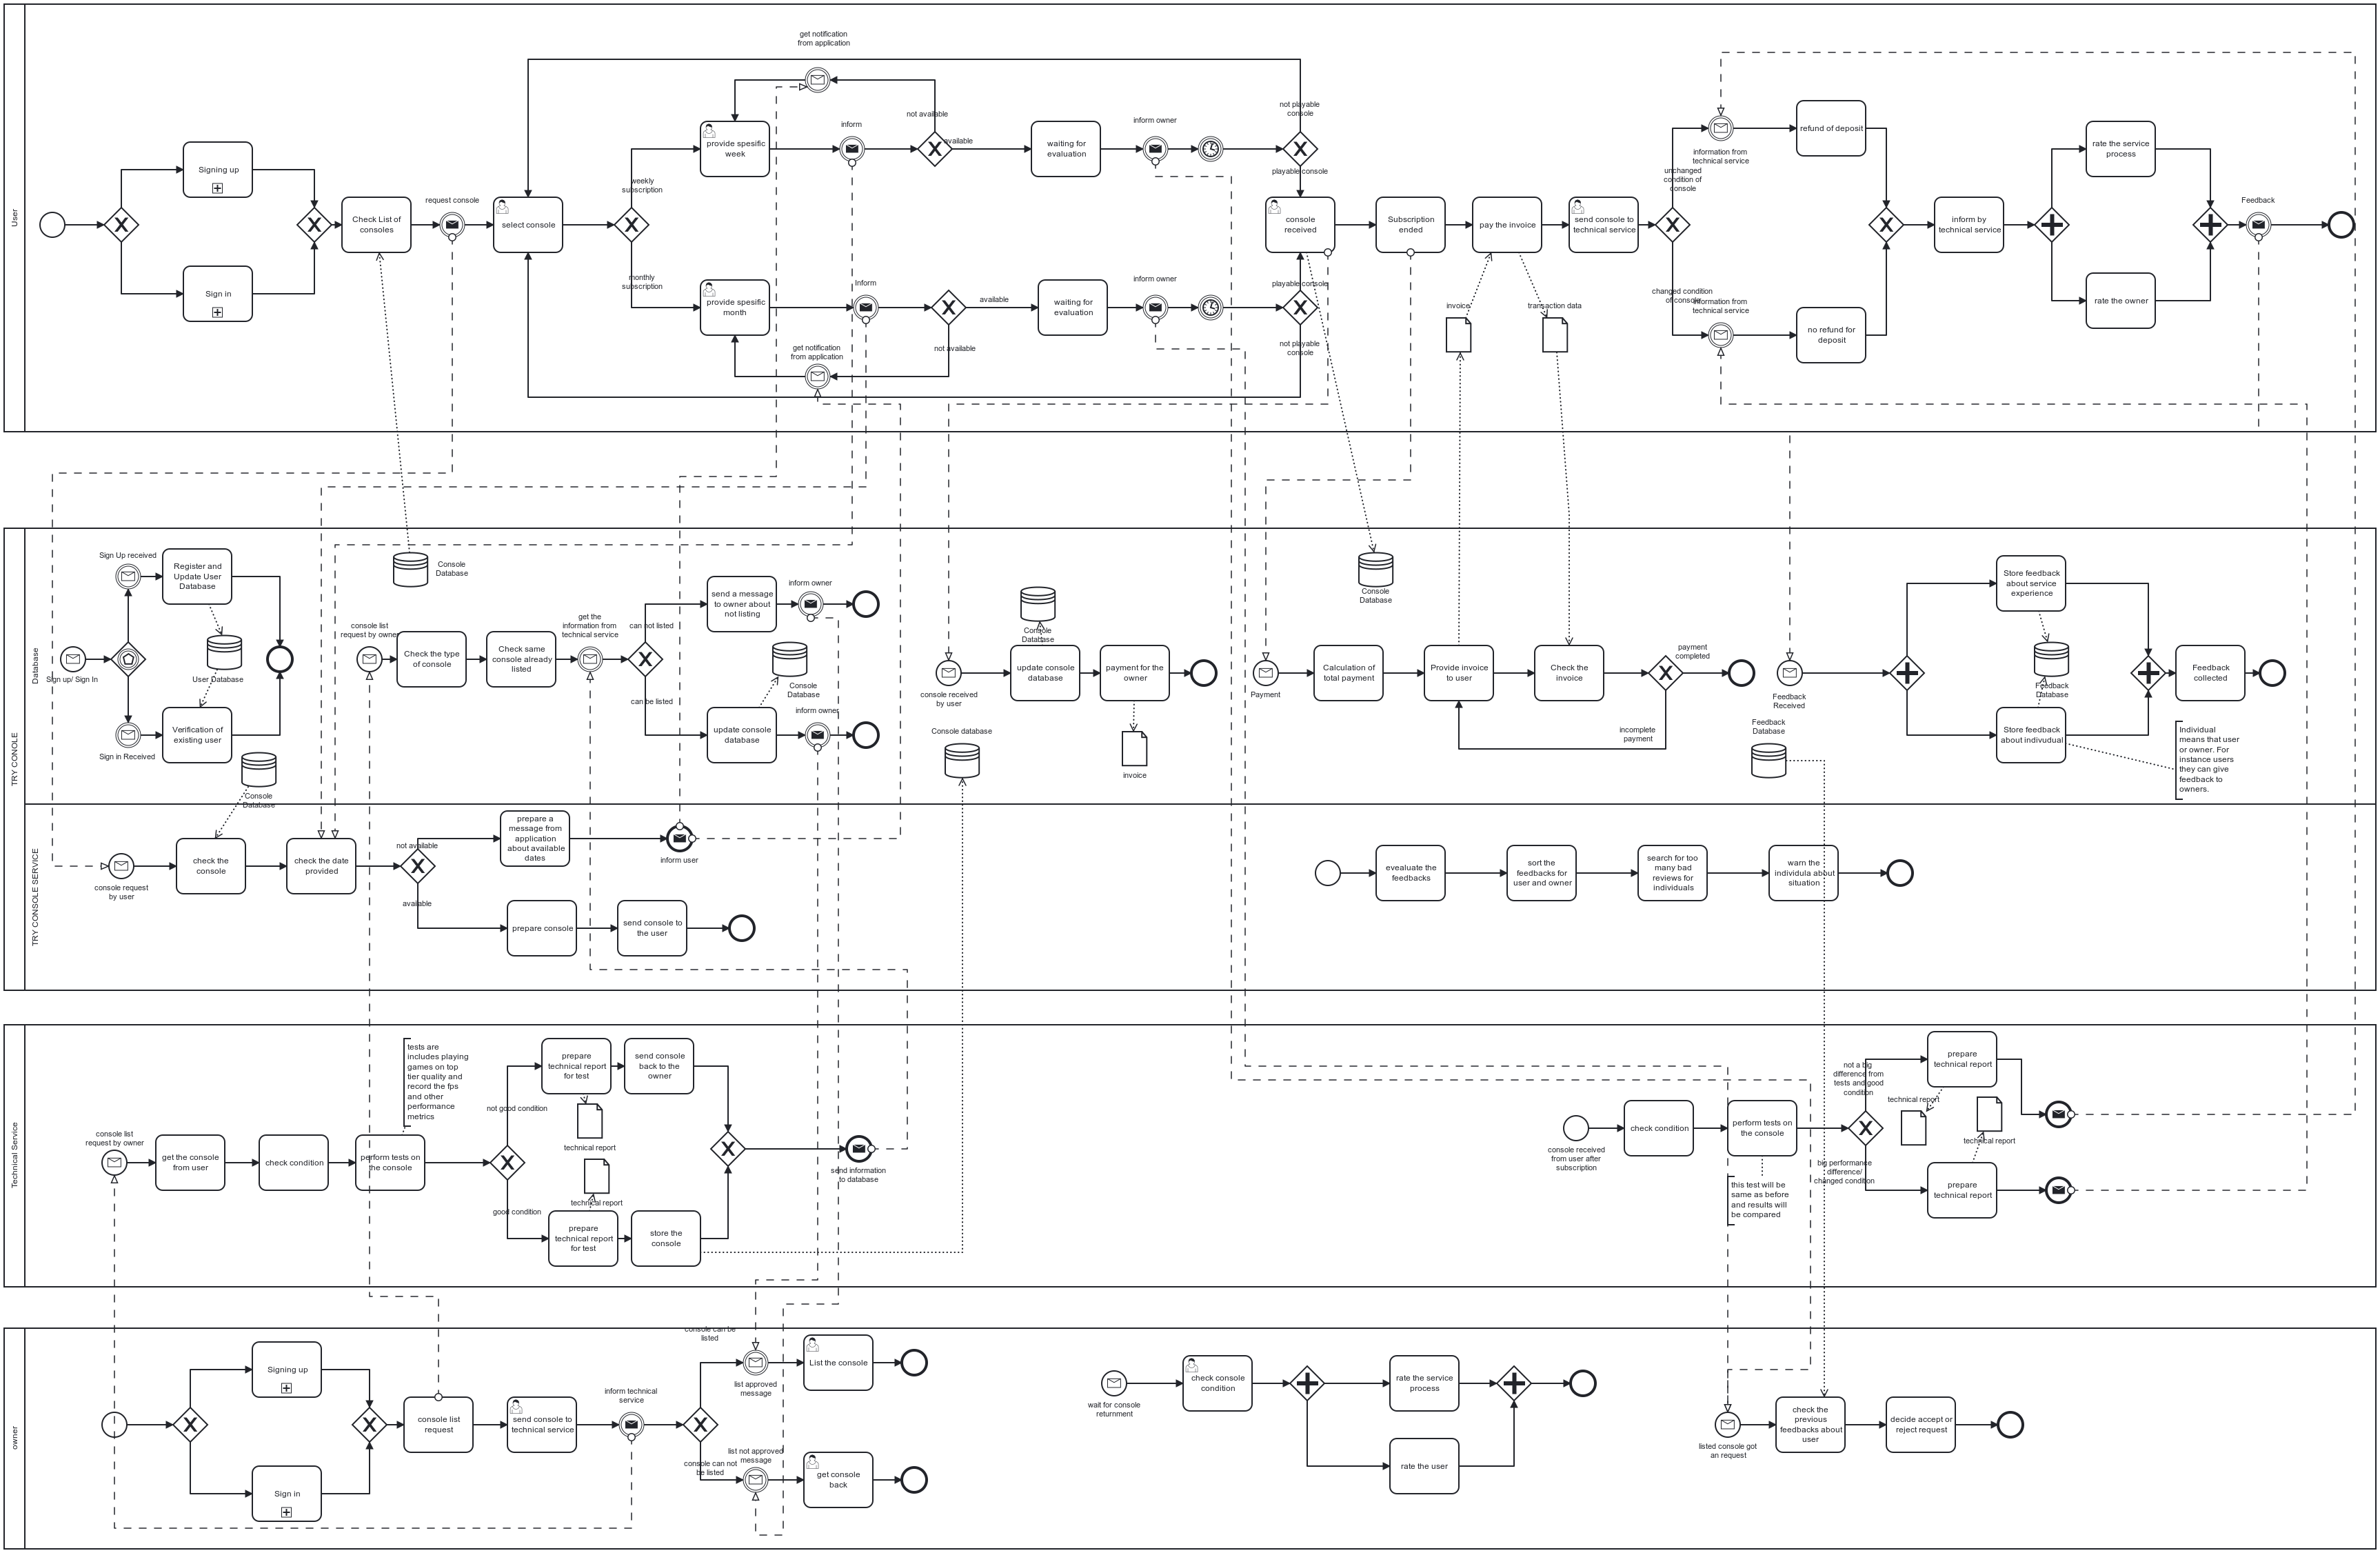 User
get notification
from application
Signing up
Sign in
Check List of
consoles
request console
select console
weekly
subscription
monthly
subscription
provide spesific
week
inform
not available
available
waiting for
evaluation
inform owner
not playable
console
playable console
provide spesific
month
Inform
available
not available
get notification
from application
waiting for
evaluation
inform owner
playable console
not playable
console
console
received
Subscription
ended
pay the invoice
send console to
technical service
invoice
transaction data
unchanged
condition of
console
information from
technical service
refund of deposit
changed condition
of console
information from
technical service
no refund for
deposit
inform by
technical service
rate the service
process
rate the owner
Feedback
TRY CONOLE
Database
Sign up/ Sign In
Sign Up received
Register and
Update User
Database
User Database
Sign in Received
Verification of
existing user
Console
Database
Console
Database
console list
request by owner
Check the type
of console
Check same
console already
listed
get the
information from
technical service
can not listed
can be listed
send a message
to owner about
not listing
inform owner
Console
Database
update console
database
inform owner
console received
by user
Console
Database
update console
database
payment for the
owner
invoice
Console database
Payment
Calculation of
total payment
Console
Database
Provide invoice
to user
Check the
invoice
payment
completed
incomplete
payment
Feedback
Received
Feedback
Database
Store feedback
about service
experience
Feedback
Database
Store feedback
about indivudual
Feedback
collected
Individual
means that user
or owner. For
instance users
they can give
feedback to
owners.
TRY CONSOLE SERVICE
console request
by user
check the
console
check the date
provided
not available
available
prepare a
message from
application
about available
dates
inform user
prepare console
send console to
the user
evealuate the
feedbacks
sort the
feedbacks for
user and owner
search for too
many bad
reviews for
individuals
warn the
individula about
situation
Technical Service
console list
request by owner
get the console
from user
check condition
perform tests on
the console
tests are
includes playing
games on top
tier quality and
record the fps
and other
performance
metrics
not good condition
good condition
prepare
technical report
for test
send console
back to the
owner
technical report
technical report
prepare
technical report
for test
store the
console
send information
to database
console received
from user after
subscription
check condition
perform tests on
the console
this test will be
same as before
and results will
be compared
not a big
difference from
tests and good
condition
big performance
difference/
changed condition
prepare
technical report
technical report
technical report
prepare
technical report
owner
Signing up
Sign in
console list
request
send console to
technical service
inform technical
service
console can be
listed
list approved
message
List the console
console can not
be listed
list not approved
message
get console
back
wait for console
returnment
check console
condition
rate the service
process
rate the user
listed console got
an request
check the
previous
feedbacks about
user
decide accept or
reject request